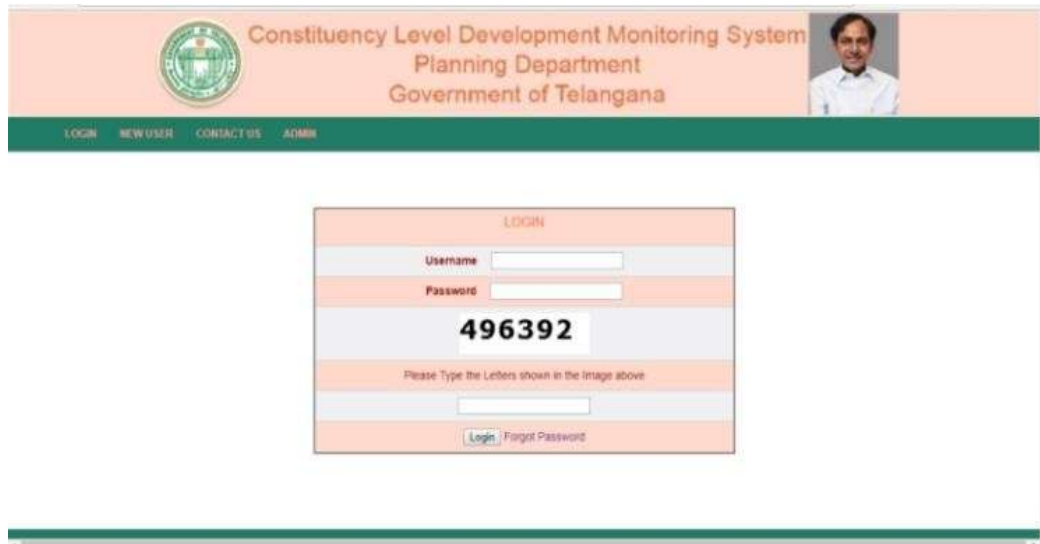 Constituency Level Development Monitoring System
Planning Department
Government of Telangana
LOGIN NEW USER CONTACT US ADMIN
LOGIN
Username
Password
496392
Please Type the Letters shown in the Image above
Login Forgot Password